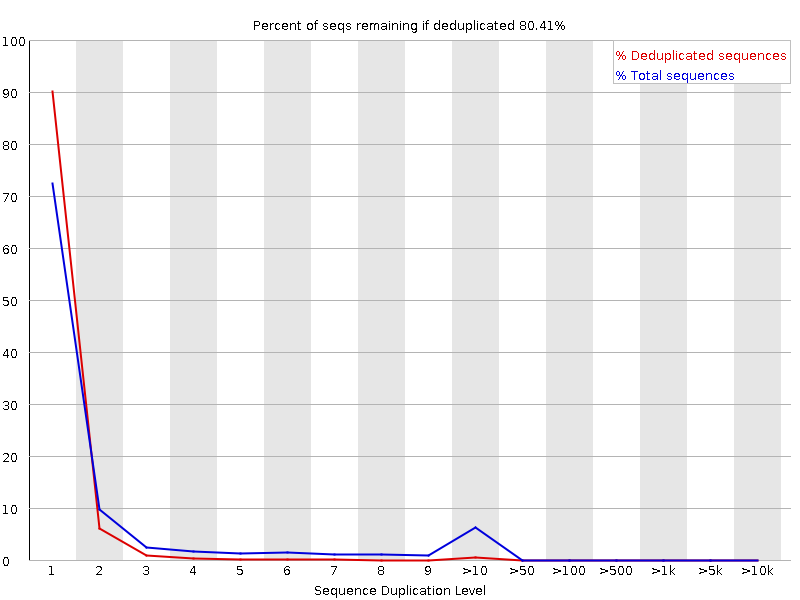 Percent of seqs remaining if deduplicated 80.41%
% Deduplicated sequences
% Total sequences
100
90
80
70
60
50
40
30
20
10
0
1 2 3 4 5 6 7 8 9 >10 >50 >100 >500 >1k >5k >10k
Sequence Duplication Level